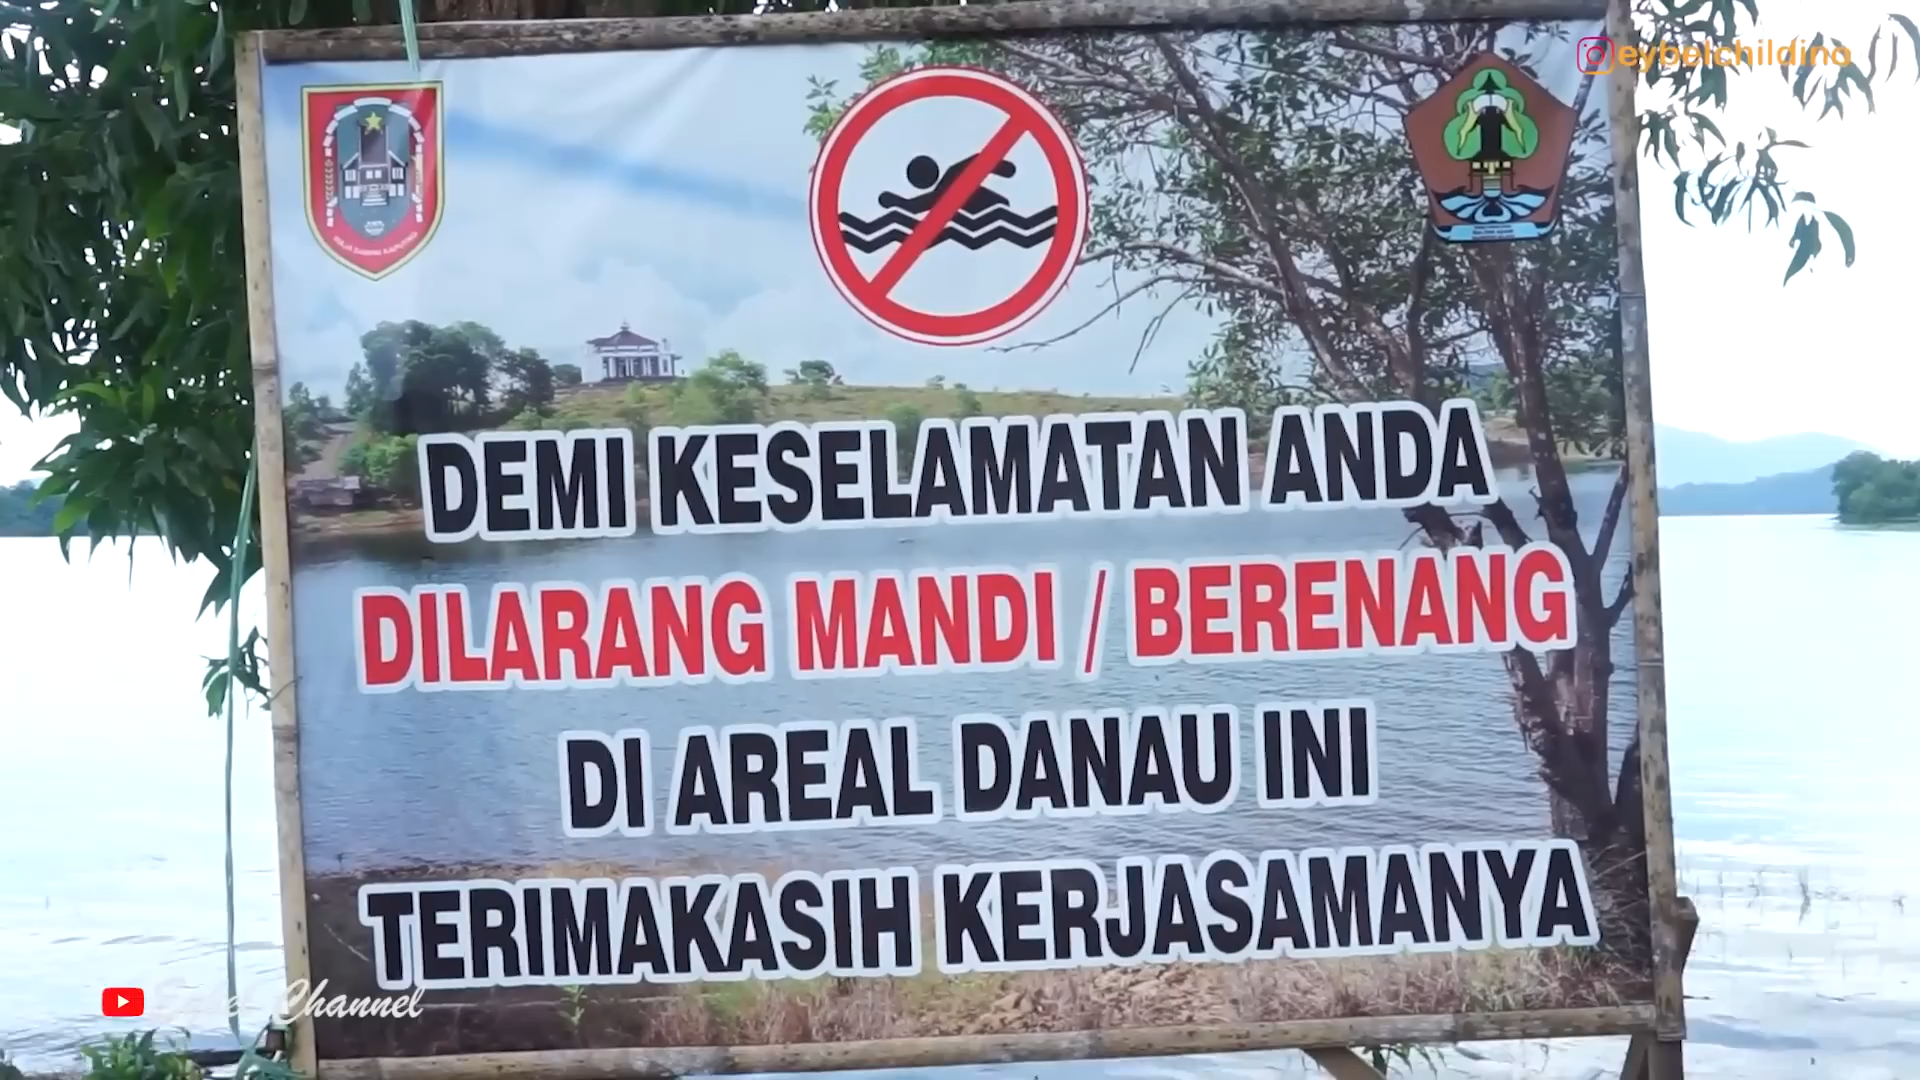 @eybelchildino
DEMI KESELAMATAN ANDA
DILARANG MANDI / BERENANG
DI AREAL DANAU INI
TERIMAKASIH KERJASAMANYA
Channel